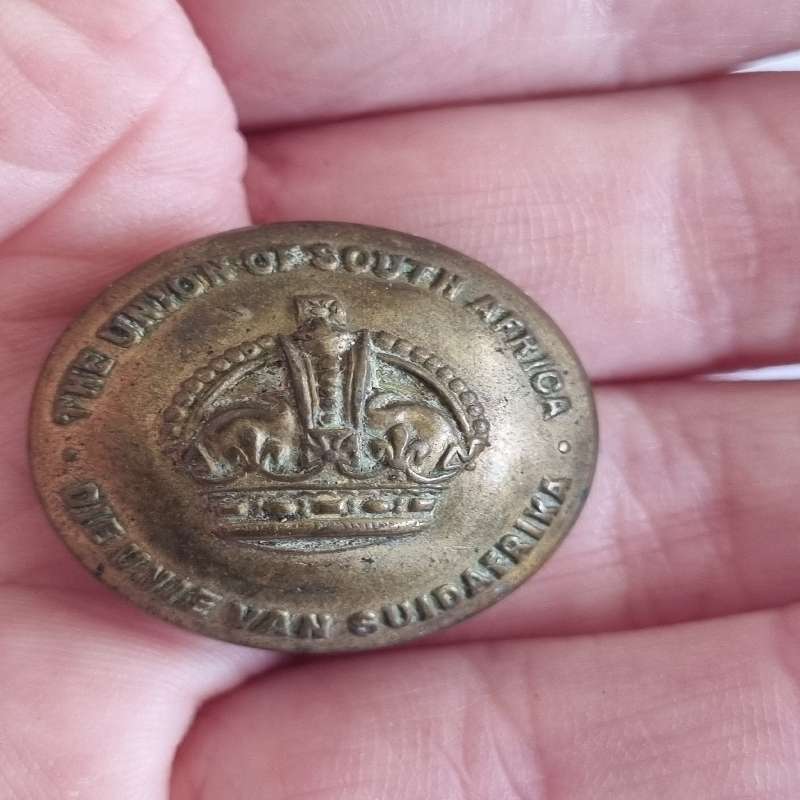 THE UNION OF SOUTH AFRICA
DIE UNIE VAN SUIDAFRIKA